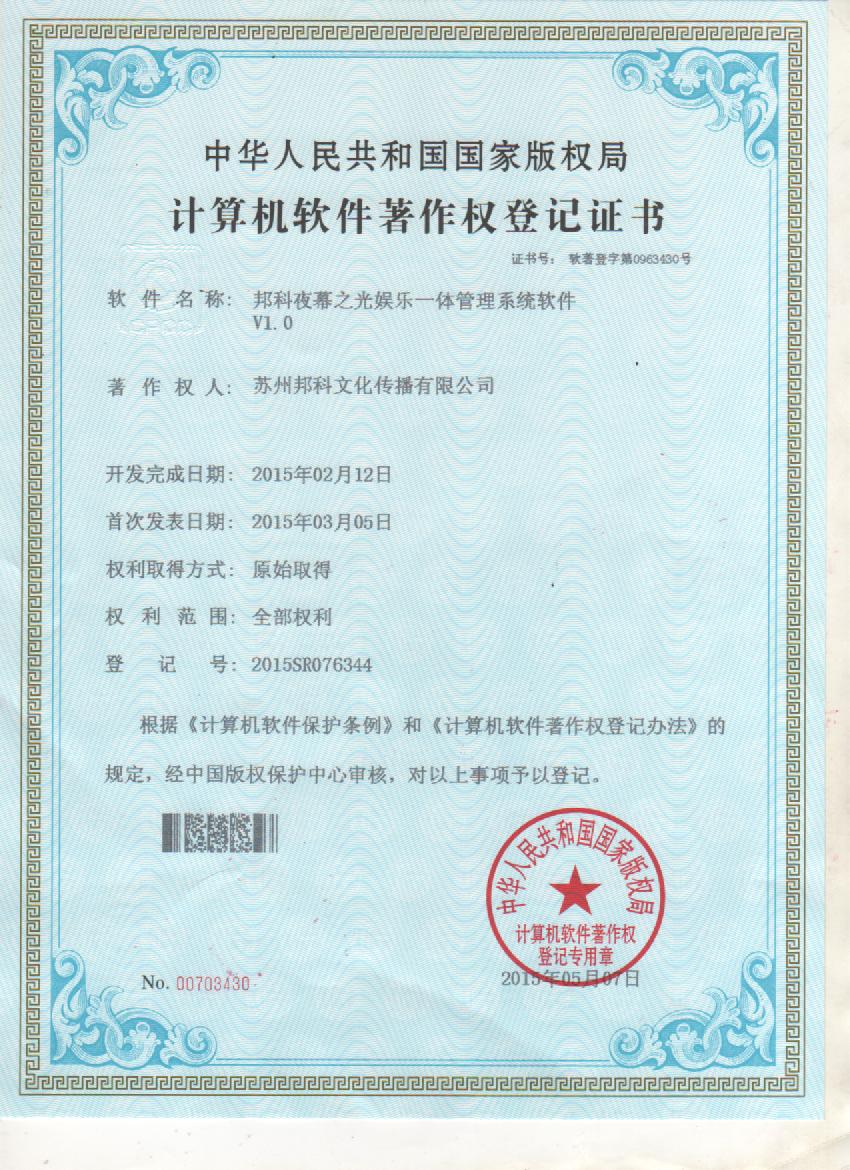 中华人民共和国国家版权局
计算机软件著作权登记证书
证书号： 软著登字第0963430号
软件名称： 邦科夜幕之光娱乐一体管理系统软件
V1.0
著作权人： 苏州邦科文化传播有限公司
开发完成日期： 2015年02月12日
首次发表日期： 2015年03月05日
权利取得方式： 原始取得
权利范围： 全部权利
登记号： 2015SR076344
根据《计算机软件保护条例》和《计算机软件著作权登记办法》的
规定，经中国版权保护中心审核，对以上事项予以登记。
中华人民共和国国家版权局
计算机软件著作权
登记专用章
No. 00703430
2015年05月07日